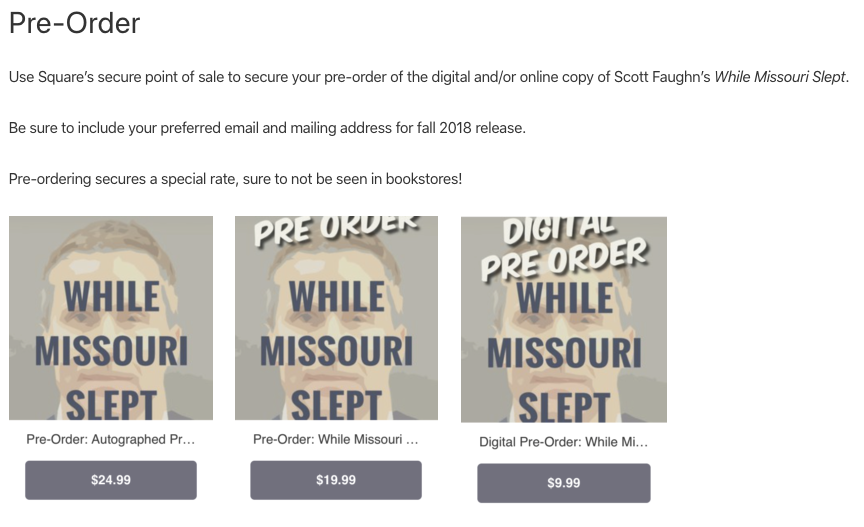 Pre-Order
Use Square’s secure point of sale to secure your pre-order of the digital and/or online copy of Scott Faughn’s While Missouri Slept.
Be sure to include your preferred email and mailing address for fall 2018 release.
Pre-ordering secures a special rate, sure to not be seen in bookstores!
WHILE
MISSOURI
SLEPT
Pre-Order: Autographed Pr...
$24.99
PRE ORDER
WHILE
MISSOURI
SLEPT
Pre-Order: While Missouri ...
$19.99
DIGITAL
PRE ORDER
WHILE
MISSOURI
SLEPT
Digital Pre-Order: While Mi...
$9.99